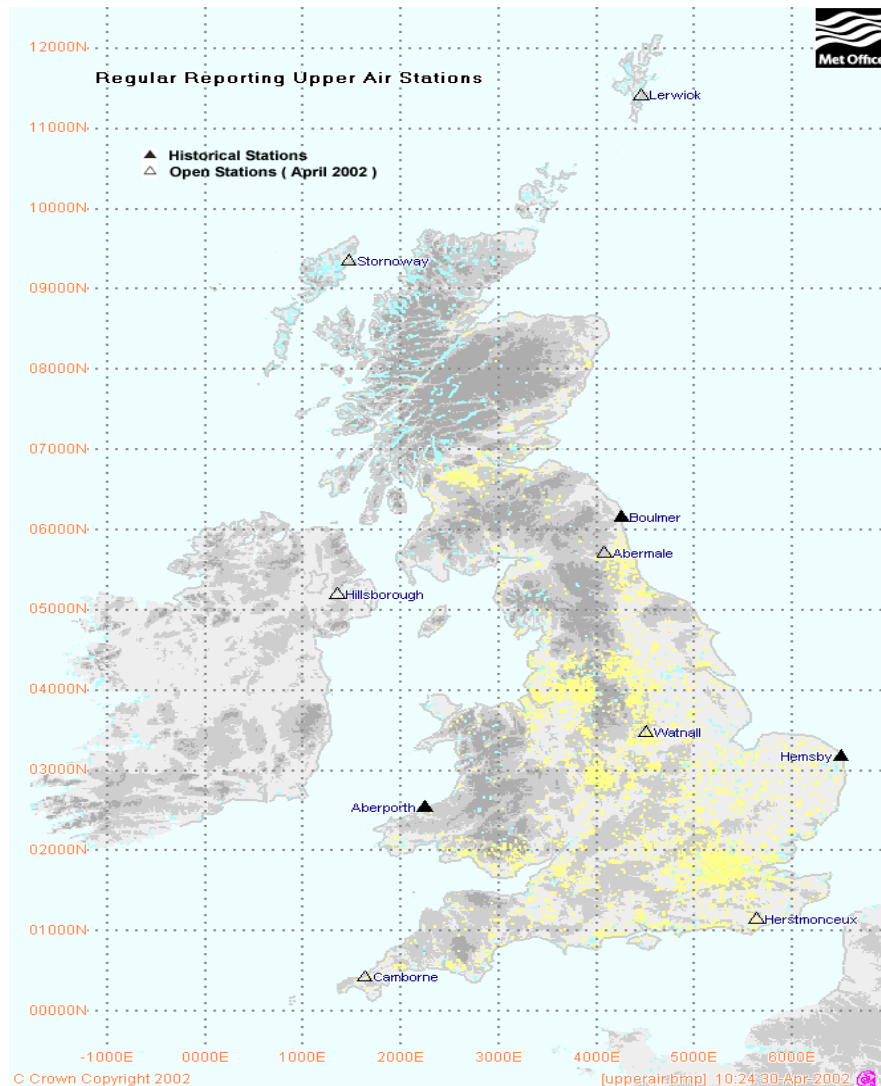 12000N
Met Office
Regular Reporting Upper Air Stations
Lerwick
11000N
Historical Stations
Open Stations ( April 2002 )
10000N
Stornoway
09000N
08000N
07000N
Boulmer
06000N
Abermale
Hillsborough
05000N
04000N
Watnall
Hemsby
03000N
Aberporth
02000N
Herstmonceux
01000N
Camborne
00000N
-1000E 0000E 1000E 2000E 3000E 4000E 5000E 6000E
C Crown Copyright 2002 [upperair.bmp] 10:24 30-Apr-2002